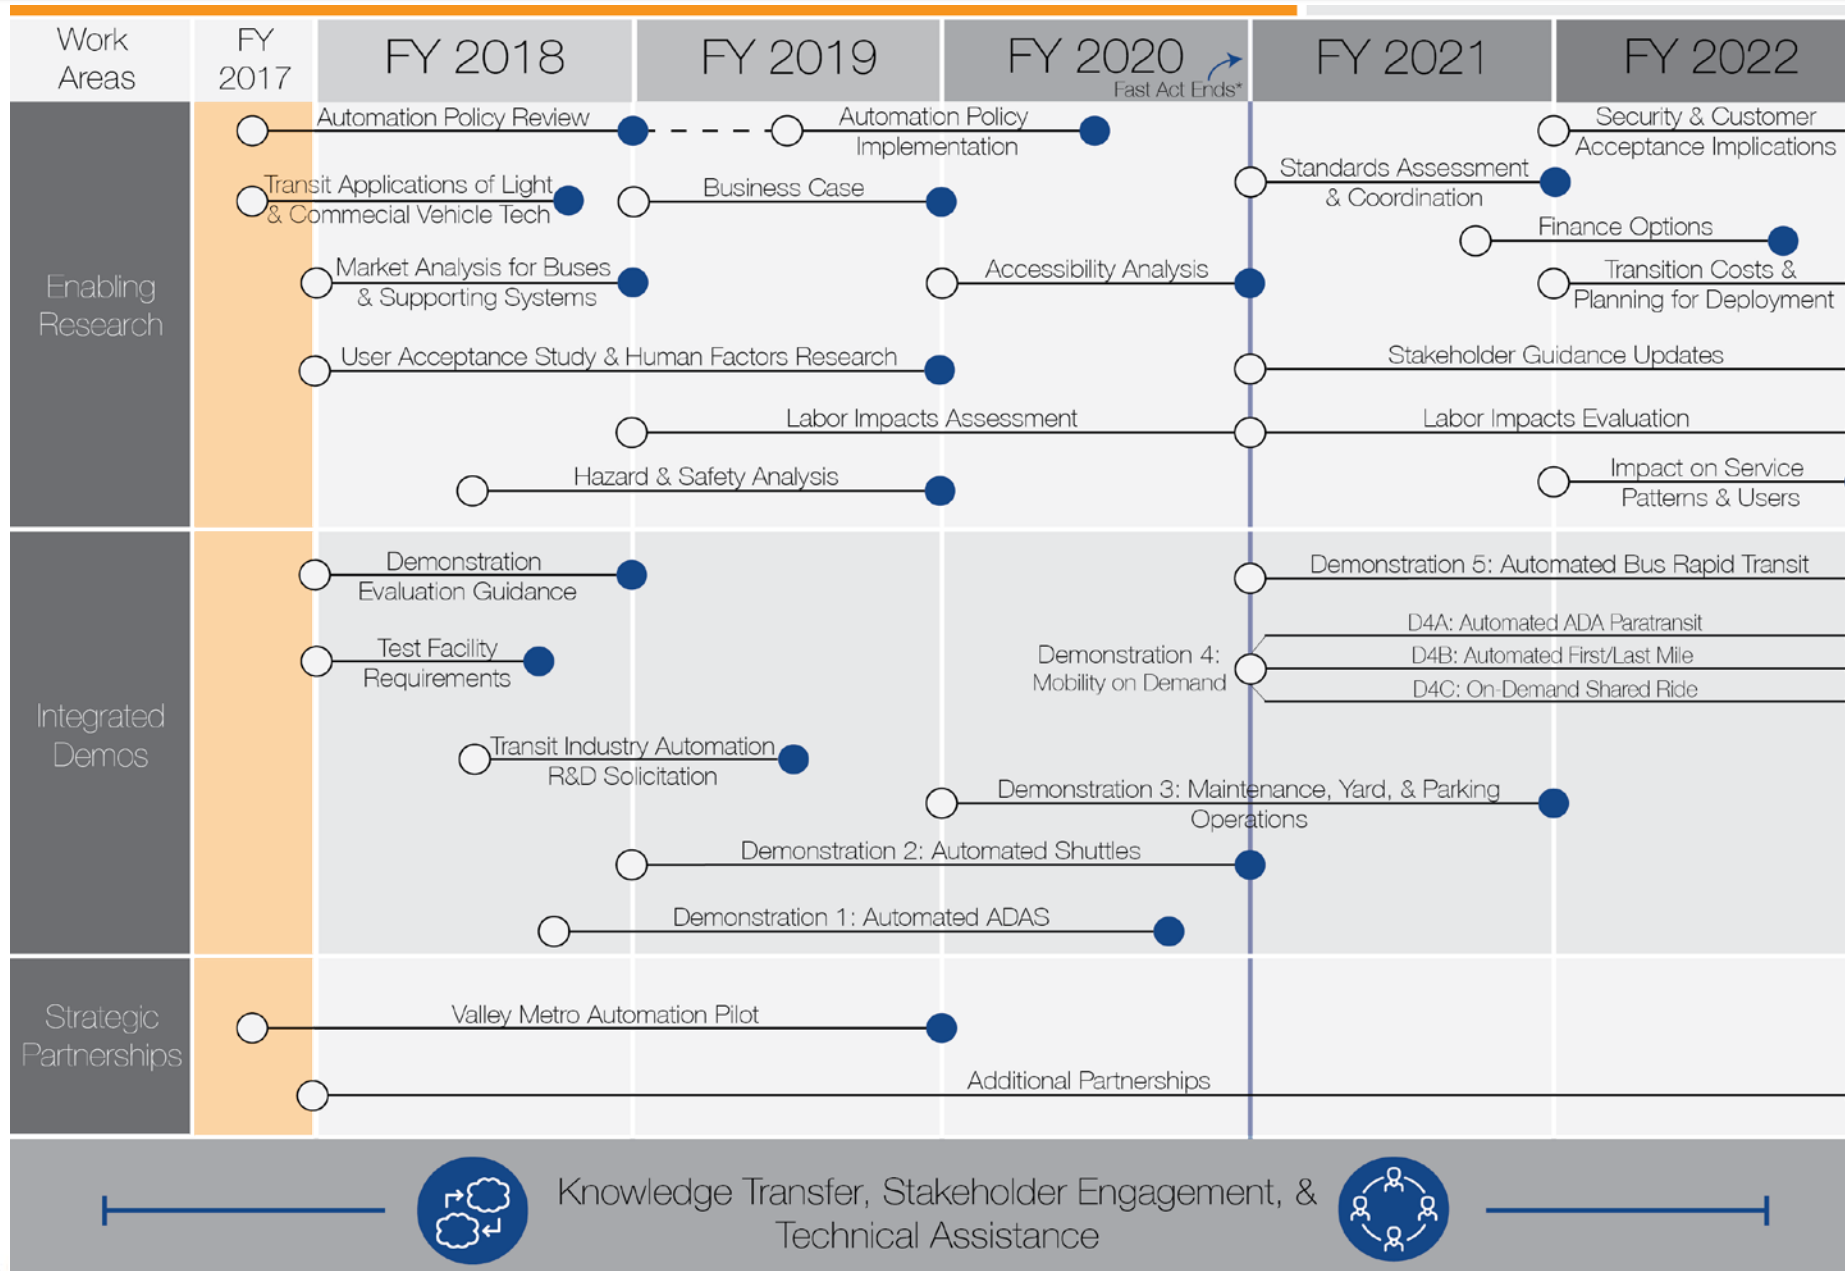 Work
Areas
FY
2017
FY 2018
FY 2019
FY 2020
Fast Act Ends*
FY 2021
FY 2022
Enabling
Research
Automation Policy Review
Automation Policy
Implementation
Security & Customer
Acceptance Implications
Transit Applications of Light
& Commecial Vehicle Tech
Business Case
Standards Assessment
& Coordination
Finance Options
Market Analysis for Buses
& Supporting Systems
Accessibility Analysis
Transition Costs &
Planning for Deployment
User Acceptance Study & Human Factors Research
Stakeholder Guidance Updates
Labor Impacts Assessment
Labor Impacts Evaluation
Hazard & Safety Analysis
Impact on Service
Patterns & Users
Integrated
Demos
Demonstration
Evaluation Guidance
Demonstration 5: Automated Bus Rapid Transit
Test Facility
Requirements
Demonstration 4:
Mobility on Demand
D4A: Automated ADA Paratransit
D4B: Automated First/Last Mile
D4C: On-Demand Shared Ride
Transit Industry Automation
R&D Solicitation
Demonstration 3: Maintenance, Yard, & Parking
Operations
Demonstration 2: Automated Shuttles
Demonstration 1: Automated ADAS
Strategic
Partnerships
Valley Metro Automation Pilot
Additional Partnerships
Knowledge Transfer, Stakeholder Engagement, &
Technical Assistance